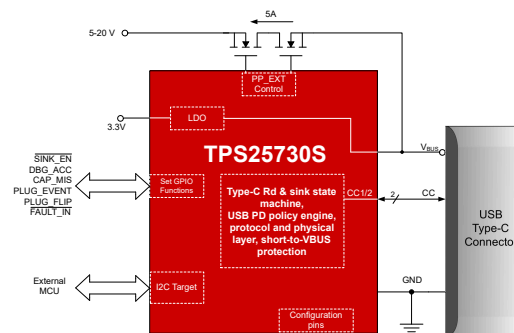 5A
5-20 V
PP_EXT
Control
LDO
3.3V
TPS25730S
VBUS
SINK_EN
DBG_ACC
CAP_MIS
PLUG_EVENT
PLUG_FLIP
FAULT_IN
Set GPIO
Functions
Type-C Rd & sink state
machine,
USB PD policy engine,
protocol and physical
layer, short-to-VBUS
protection
CC1/2
2
CC
USB
Type-C
Connecto
External
MCU
I2C Target
GND
Configuration
pins